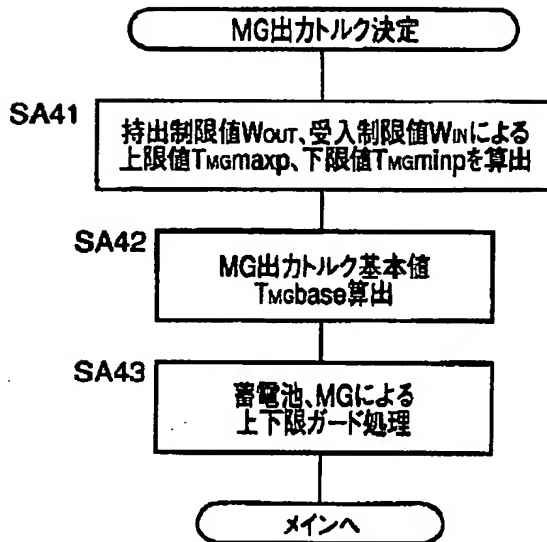 MG出力トルク決定
SA41
持出制限値WOUT、受入制限値WINによる
上限値TMGmaxp、下限値TMGminpを算出
SA42
MG出力トルク基本値
TMGbase算出
SA43
蓄電池、MGによる
上下限ガード処理
メインへ